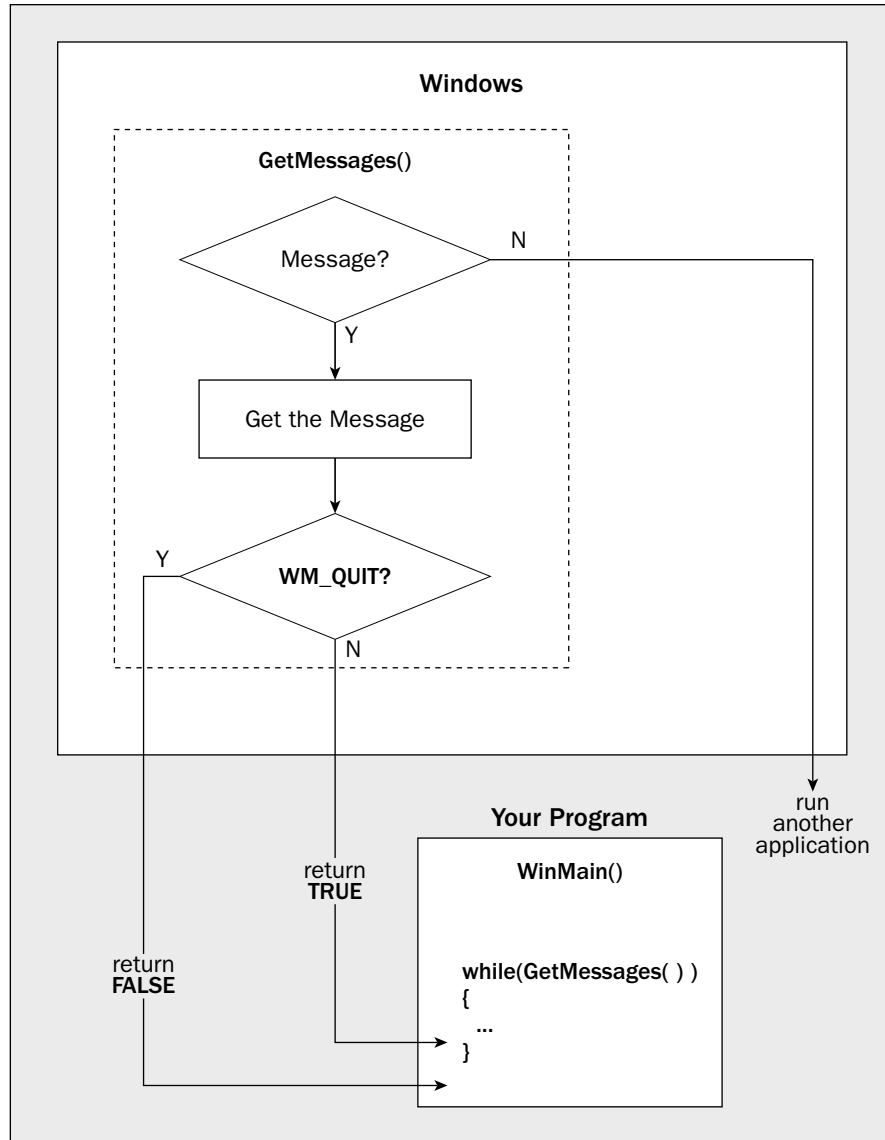 Windows
GetMessages()
Message?
N
Y
Get the Message
Y
WM_QUIT?
N
run
another
application
Your Program
return
TRUE
WinMain()
return
FALSE
while(GetMessages( ) )
{
...
}